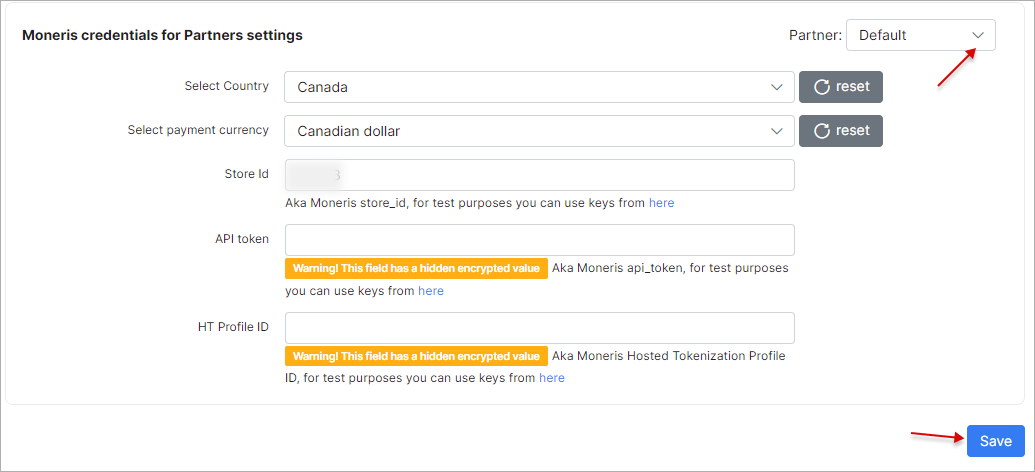 Moneris credentials for Partners settings
Partner: Default
Select Country Canada reset
Select payment currency Canadian dollar reset
Store Id
Aka Moneris store_id, for test purposes you can use keys from here
API token
Warning! This field has a hidden encrypted value Aka Moneris api_token, for test purposes
you can use keys from here
HT Profile ID
Warning! This field has a hidden encrypted value Aka Moneris Hosted Tokenization Profile
ID, for test purposes you can use keys from here
Save